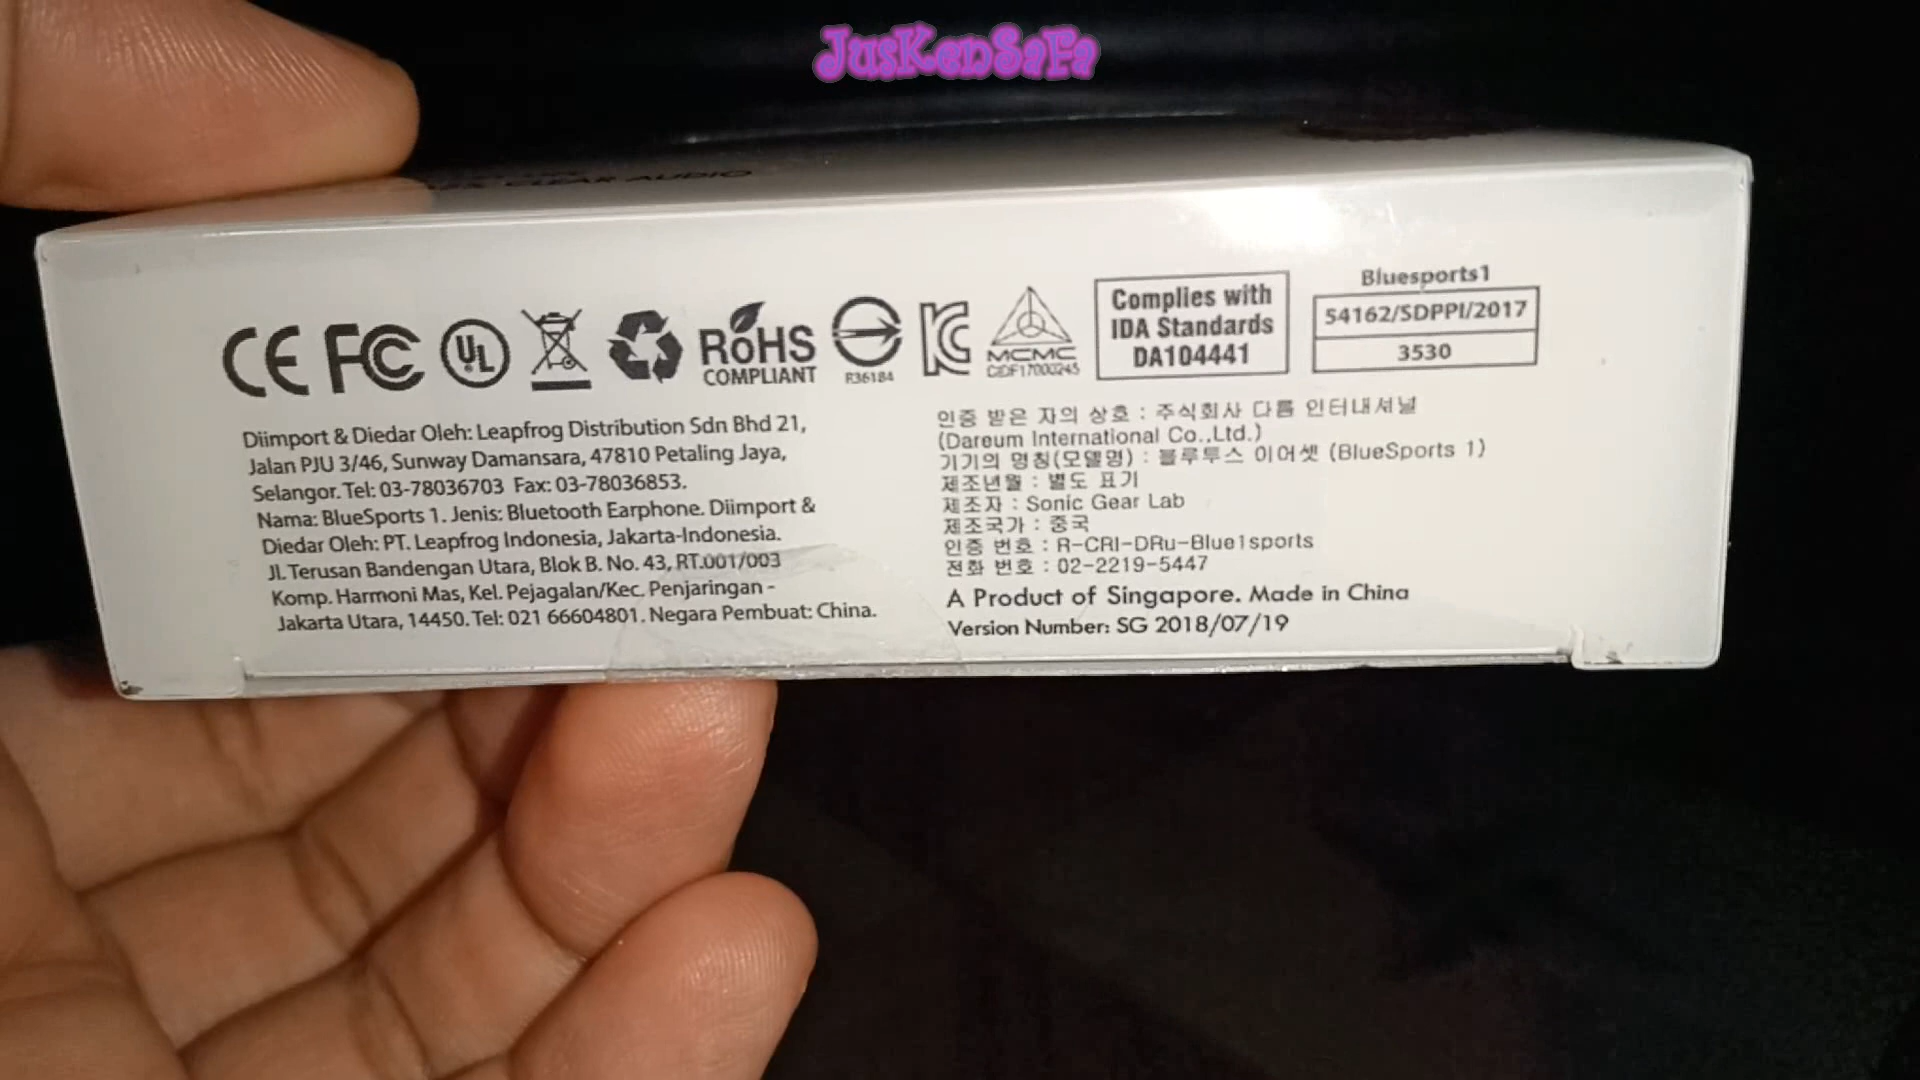 JusKenSaFa
CLEAR AUDIO
CE FC UL RoHS COMPLIANT R36184 KC MCMC CIDF17000245
Complies with
IDA Standards
DA104441
Bluesports1
54162/SDPPI/2017
3530
Diimport & Diedar Oleh: Leapfrog Distribution Sdn Bhd 21,
Jalan PJU 3/46, Sunway Damansara, 47810 Petaling Jaya,
Selangor. Tel: 03-78036703 Fax: 03-78036853.
Nama: BlueSports 1. Jenis: Bluetooth Earphone. Diimport &
Diedar Oleh: PT. Leapfrog Indonesia, Jakarta-Indonesia.
Jl. Terusan Bandengan Utara, Blok B. No. 43, RT.001/003
Komp. Harmoni Mas, Kel. Pejagalan/Kec. Penjaringan -
Jakarta Utara, 14450. Tel: 021 66604801. Negara Pembuat: China.
인증 받은 자의 상호 : 주식회사 다름 인터내셔널
(Dareum International Co.,Ltd.)
기기의 명칭(모델명) : 블루투스 이어셋 (BlueSports 1)
제조년월 : 별도 표기
제조자 : Sonic Gear Lab
제조국가 : 중국
인증 번호 : R-CRI-DRu-Blue1sports
전화 번호 : 02-2219-5447
A Product of Singapore. Made in China
Version Number: SG 2018/07/19